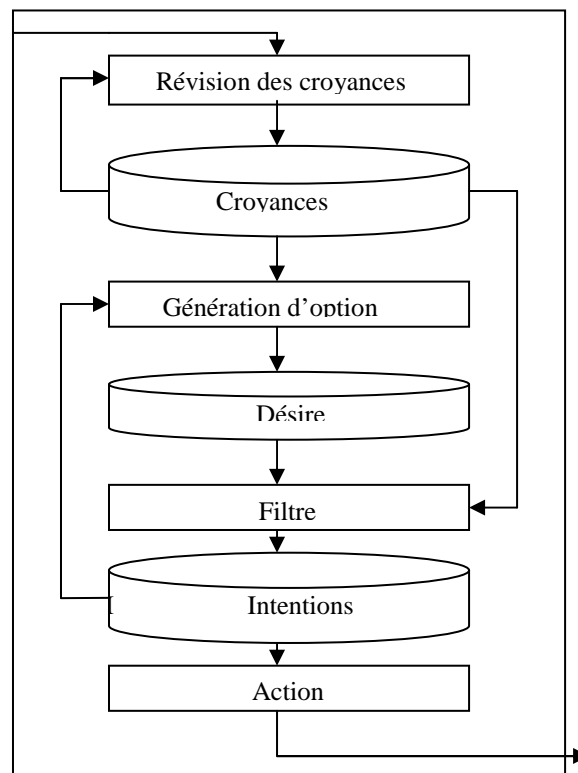 Révision des croyances
Croyances
Génération d'option
Désire
Filtre
Intentions
Action